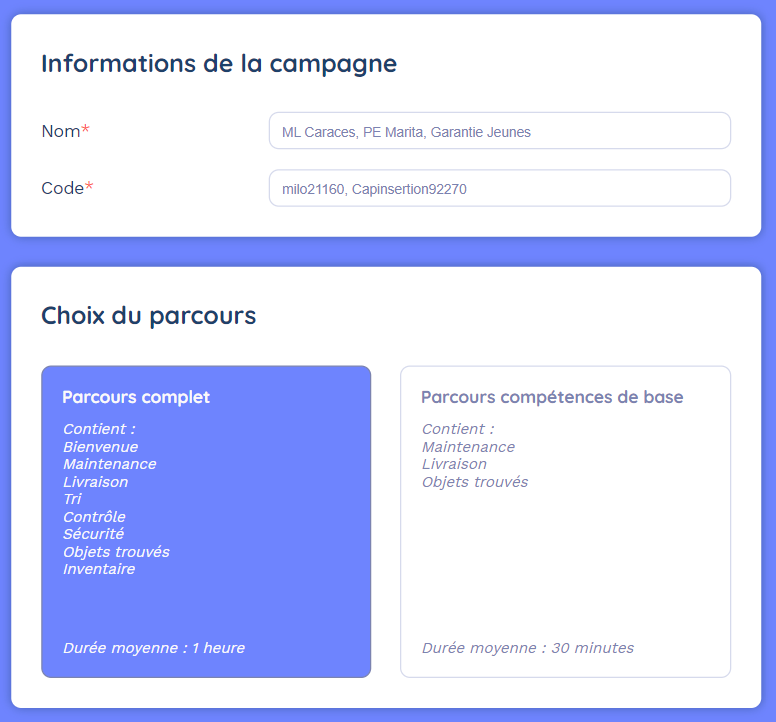 Informations de la campagne
Nom*
ML Caraces, PE Marita, Garantie Jeunes
Code*
milo21160, Capinsertion92270
Choix du parcours
Parcours complet
Contient :
Bienvenue
Maintenance
Livraison
Tri
Contrôle
Sécurité
Objets trouvés
Inventaire
Durée moyenne : 1 heure
Parcours compétences de base
Contient :
Maintenance
Livraison
Objets trouvés
Durée moyenne : 30 minutes